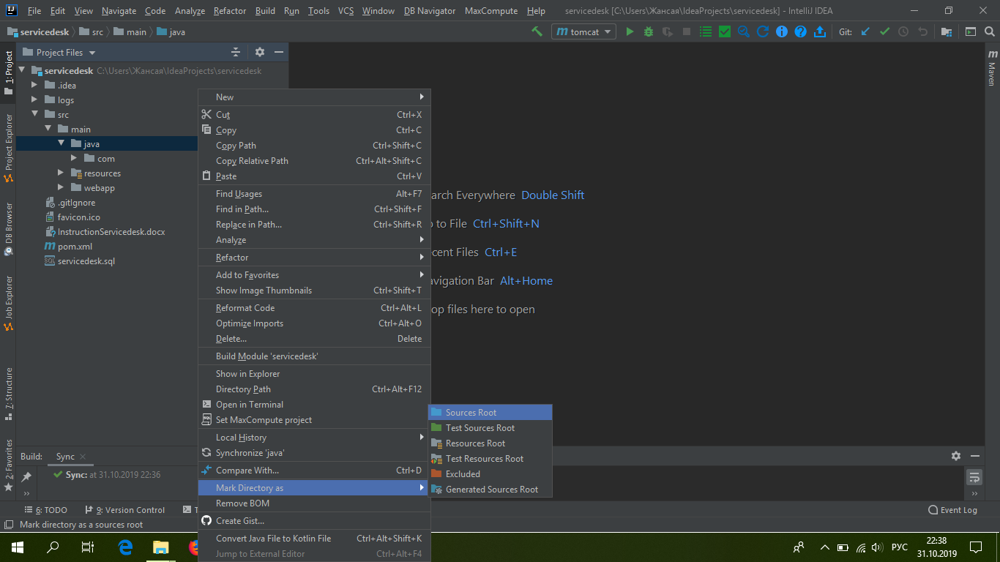 File Edit View Navigate Code Analyze Refactor Build Run Tools VCS Window DB Navigator MaxCompute Help servicedesk [C:\Users\Жансая\IdeaProjects\servicedesk] - IntelliJ IDEA
servicedesk src main java tomcat Git:
Project Files
1: Project
Project Explorer
DB Browser
Job Explorer
7: Structure
2: Favorites
servicedesk C:\Users\Жансая\IdeaProjects\servicedesk
.idea
logs
src
main
java
com
resources
webapp
.gitIgnore
favicon.ico
InstructionServicedesk.docx
pom.xml
servicedesk.sql
New
Cut Ctrl+X
Copy Ctrl+C
Copy Path Ctrl+Shift+C
Copy Relative Path Ctrl+Alt+Shift+C
Paste Ctrl+V
Find Usages Alt+F7
Find in Path... Ctrl+Shift+F
Replace in Path... Ctrl+Shift+R
Analyze
Refactor
Add to Favorites
Show Image Thumbnails Ctrl+Shift+T
Reformat Code Ctrl+Alt+L
Optimize Imports Ctrl+Alt+O
Delete... Delete
Build Module 'servicedesk'
Show in Explorer
Directory Path Ctrl+Alt+F12
Open in Terminal
Set MaxCompute project
Local History
Synchronize 'java'
Compare With... Ctrl+D
Mark Directory as
Remove BOM
Create Gist...
Convert Java File to Kotlin File Ctrl+Alt+Shift+K
Jump to External Editor Ctrl+Alt+F4
Sources Root
Test Sources Root
Resources Root
Test Resources Root
Excluded
Generated Sources Root
arch Everywhere Double Shift
to File Ctrl+Shift+N
cent Files Ctrl+E
avigation Bar Alt+Home
op files here to open
Maven
Build: Sync
Sync: at 31.10.2019 22:36
6: TODO 9: Version Control Event Log
Mark directory as a sources root
РУС
22:38
31.10.2019